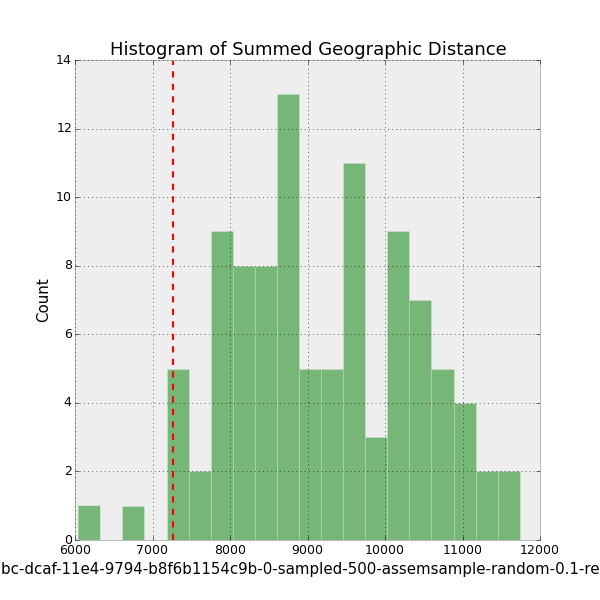 Histogram of Summed Geographic Distance
14
12
10
8
6
4
2
0
Count
6000 7000 8000 9000 10000 11000 12000
bc-dcaf-11e4-9794-b8f6b1154c9b-0-sampled-500-assemsample-random-0.1-re